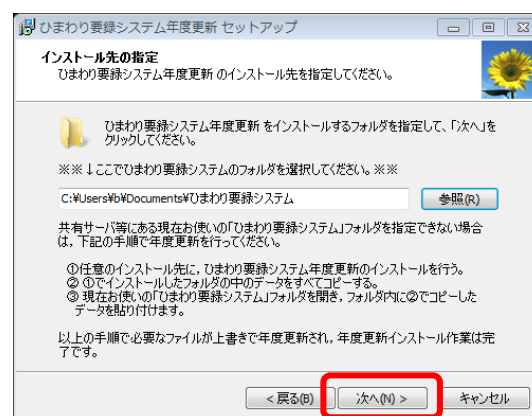 ひまわり要録システム年度更新 セットアップ
インストール先の指定
ひまわり要録システム年度更新 のインストール先を指定してください。
ひまわり要録システム年度更新 をインストールするフォルダを指定して、「次へ」を
クリックしてください。
※※↓ここでひまわり要録システムのフォルダを選択してください。※※
C:¥Users¥b¥Documents¥ひまわり要録システム
参照(R)
共有サーバ等にある現在お使いの「ひまわり要録システム」フォルダを指定できない場合
は, 下記の手順で年度更新を行ってください。
①任意のインストール先に, ひまわり要録システム年度更新のインストールを行う。
② ①でインストールしたフォルダの中のデータをすべてコピーする。
③ 現在お使いの「ひまわり要録システム」フォルダを開き, フォルダ内に②でコピーした
データを貼り付けます。
以上の手順で必要なファイルが上書きで年度更新され, 年度更新インストール作業は完
了です。
< 戻る(B)
次へ(N) >
キャンセル